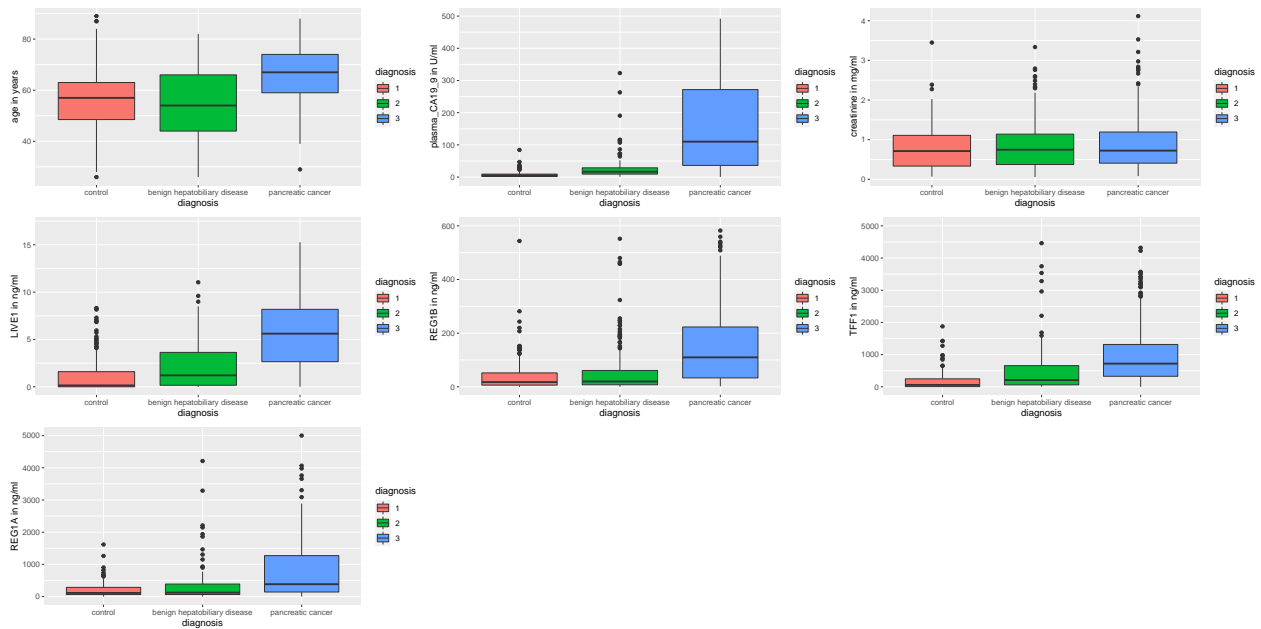 age in years
80
60
40
control
benign hepatobiliary disease
pancreatic cancer
diagnosis
diagnosis
1
2
3
plasma_CA19_9 in U/ml
500
400
300
200
100
0
control
benign hepatobiliary disease
pancreatic cancer
diagnosis
diagnosis
1
2
3
creatinine in mg/ml
4
3
2
1
0
control
benign hepatobiliary disease
pancreatic cancer
diagnosis
diagnosis
1
2
3
LIVE1 in ng/ml
15
10
5
0
control
benign hepatobiliary disease
pancreatic cancer
diagnosis
diagnosis
1
2
3
REG1B in ng/ml
600
400
200
0
control
benign hepatobiliary disease
pancreatic cancer
diagnosis
diagnosis
1
2
3
TFF1 in ng/ml
5000
4000
3000
2000
1000
0
control
benign hepatobiliary disease
pancreatic cancer
diagnosis
diagnosis
1
2
3
REG1A in ng/ml
5000
4000
3000
2000
1000
0
control
benign hepatobiliary disease
pancreatic cancer
diagnosis
diagnosis
1
2
3